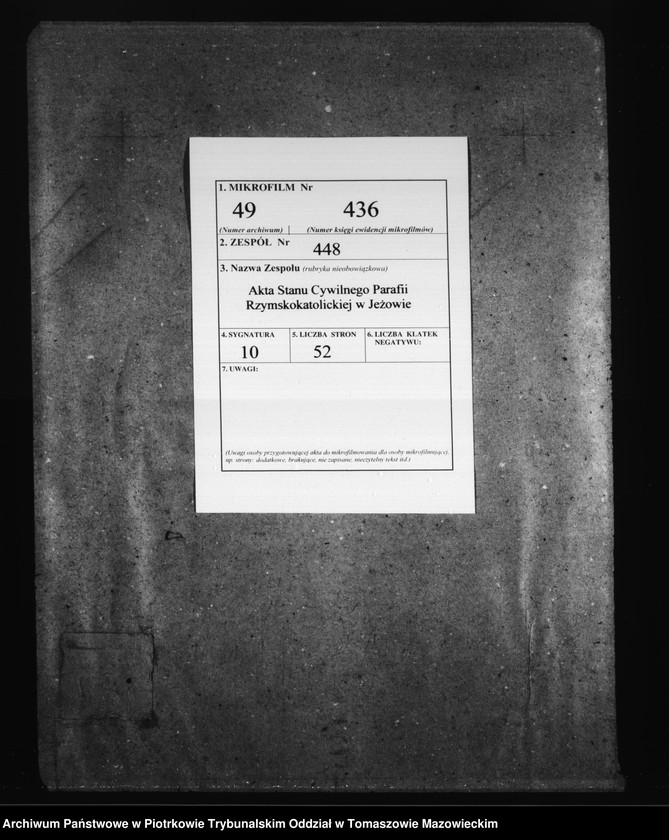 1. MIKROFILM Nr
49 436
(Numer archiwum) (Numer księgi ewidencji mikrofilmów)
2. ZESPÓŁ Nr 448
3. Nazwa Zespołu (rubryka nieobowiązkowa)
Akta Stanu Cywilnego Parafii
Rzymskokatolickiej w Jeżowie
4. SYGNATURA 5. LICZBA STRON 6. LICZBA KLATEK
NEGATYWU:
10 52
7. UWAGI:
(Uwagi osoby przygotowującej akta do mikrofilmowania dla osoby mikrofilmującej,
np. strony: dodatkowe, brakujące, nie zapisane, nieczytelny tekst itd.)
Archiwum Państwowe w Piotrkowie Trybunalskim Oddział w Tomaszowie Mazowieckim